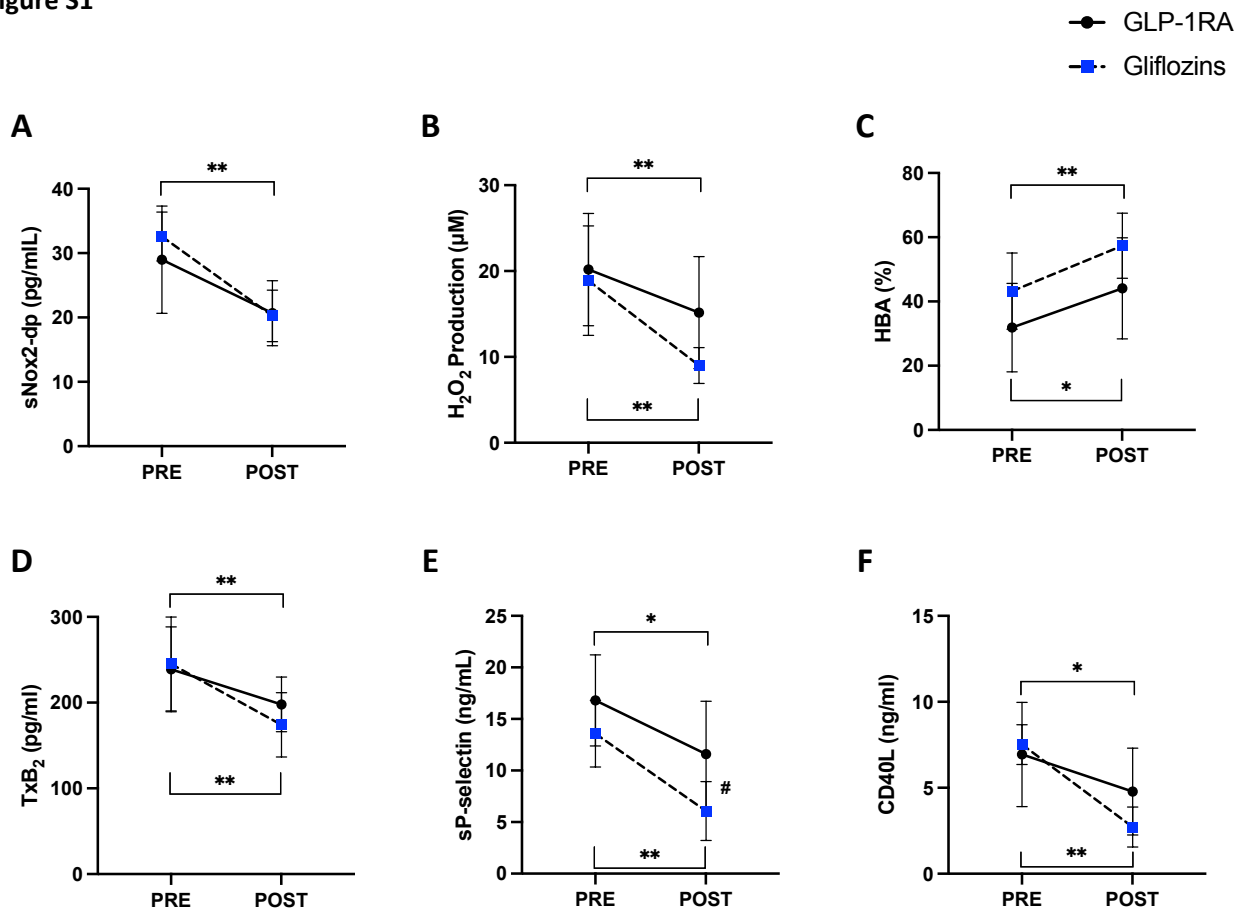 igure S1
GLP-1RA
Gliflozins
A
B
C
**
40
30
20
10
0
sNox2-dp (pg/mlL)
PRE
POST
**
30
20
10
0
H₂O₂ Production (µM)
**
PRE
POST
**
80
60
40
20
0
HBA (%)
*
PRE
POST
D
E
F
**
300
200
100
0
TxB₂ (pg/ml)
**
PRE
POST
*
25
20
15
10
5
0
sP-selectin (ng/mL)
#
**
PRE
POST
*
15
10
5
0
CD40L (ng/ml)
**
PRE
POST